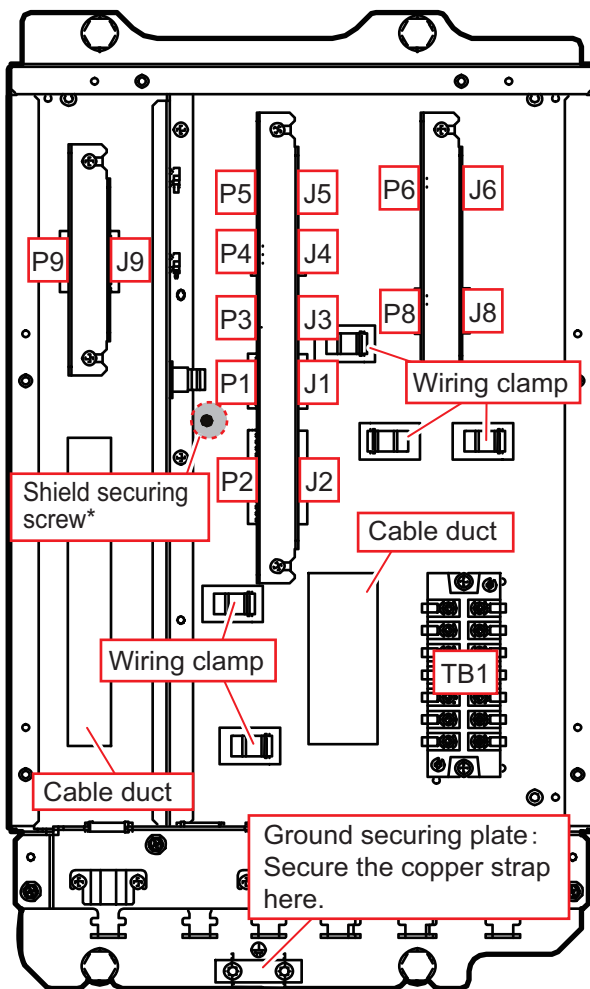 P5 J5 P6 J6
P9 J9 P4 J4
P3 J3 P8 J8
P1 J1
Wiring clamp
Shield securing
screw*
P2 J2
Cable duct
Wiring clamp
TB1
Cable duct
Ground securing plate:
Secure the copper strap
here.